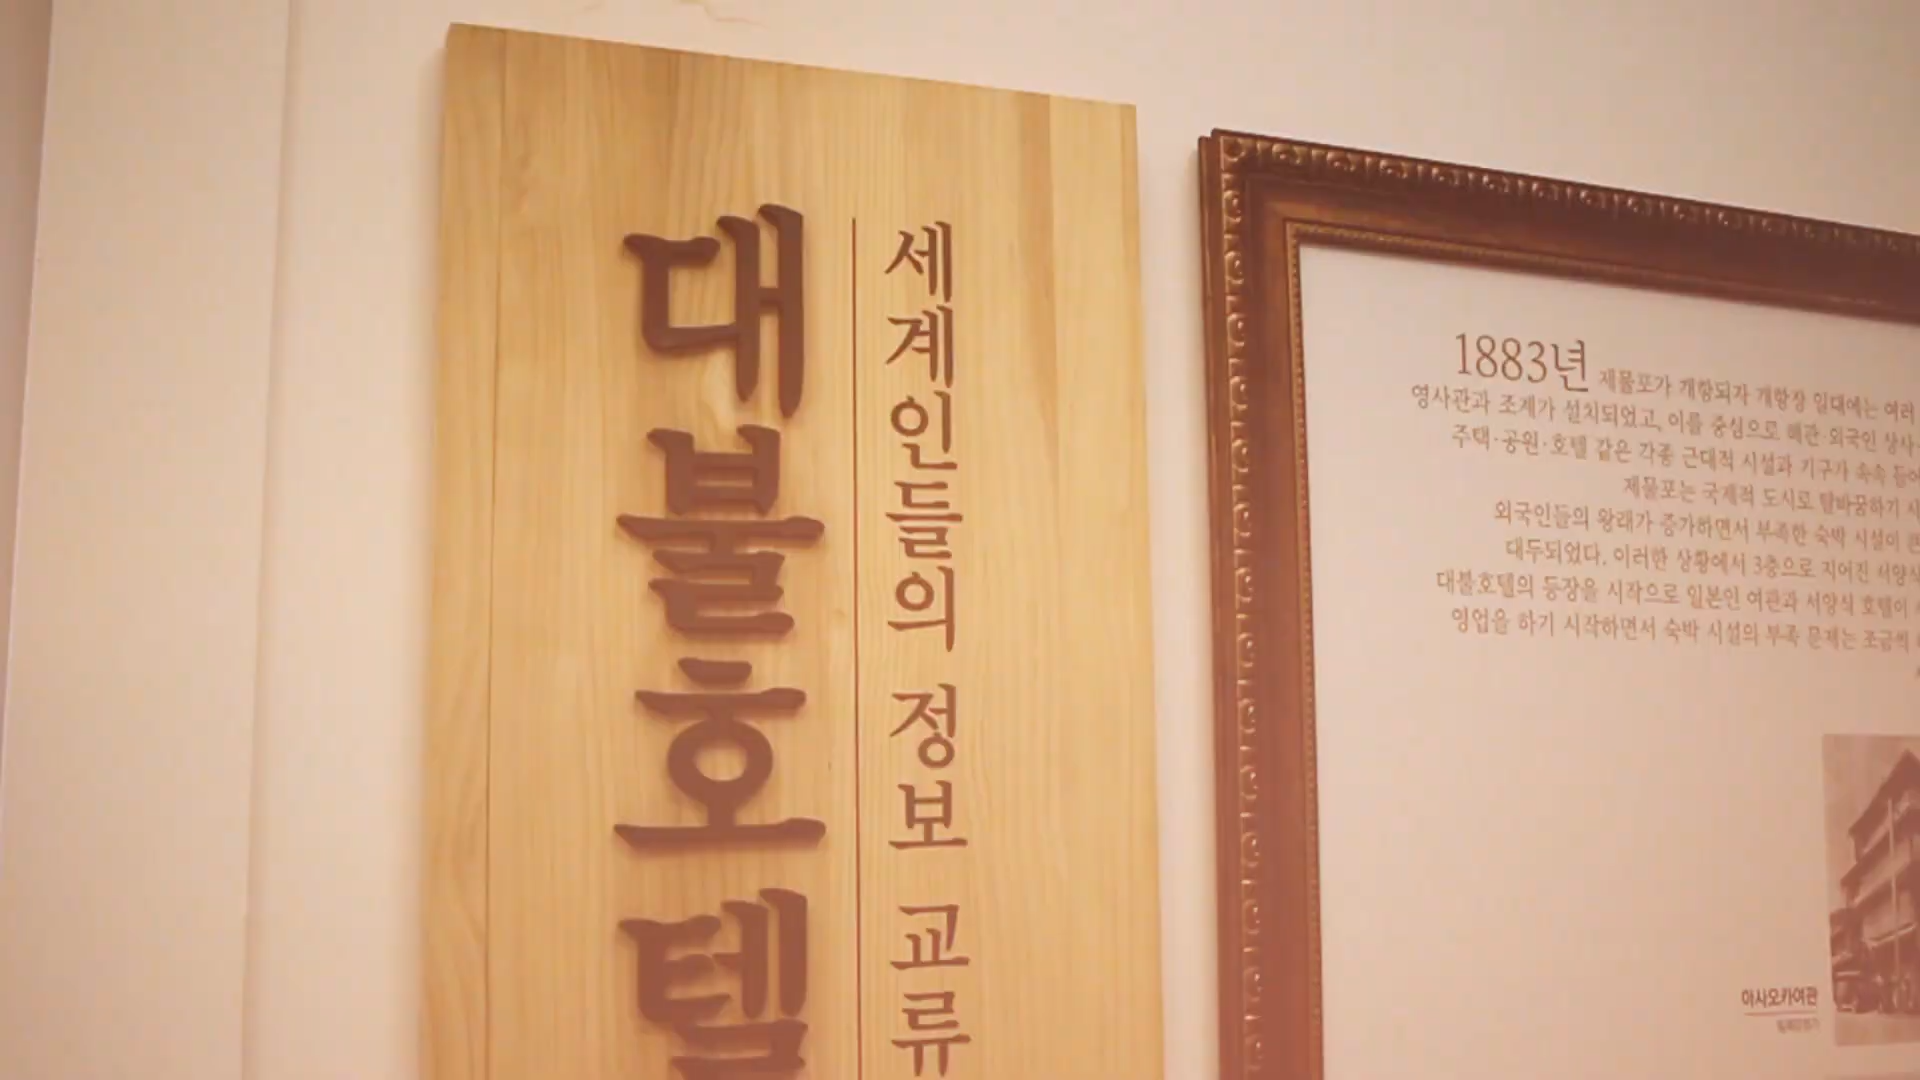 대불호텔
세계인들의 정보 교류
1883년 제물포가 개항되자 개항장 일대에는 여러
영사관과 조계가 설치되었고, 이를 중심으로 해관·외국인 상사
주택·공원·호텔 같은 각종 근대적 시설과 기구가 속속 들어
제물포는 국제적 도시로 탈바꿈하기 시
외국인들의 왕래가 증가하면서 부족한 숙박 시설이 큰
대두되었다. 이러한 상황에서 3층으로 지어진 서양식
대불호텔의 등장을 시작으로 일본인 여관과 서양식 호텔이
영업을 하기 시작하면서 숙박 시설의 부족 문제는 조금씩
아사오카여관